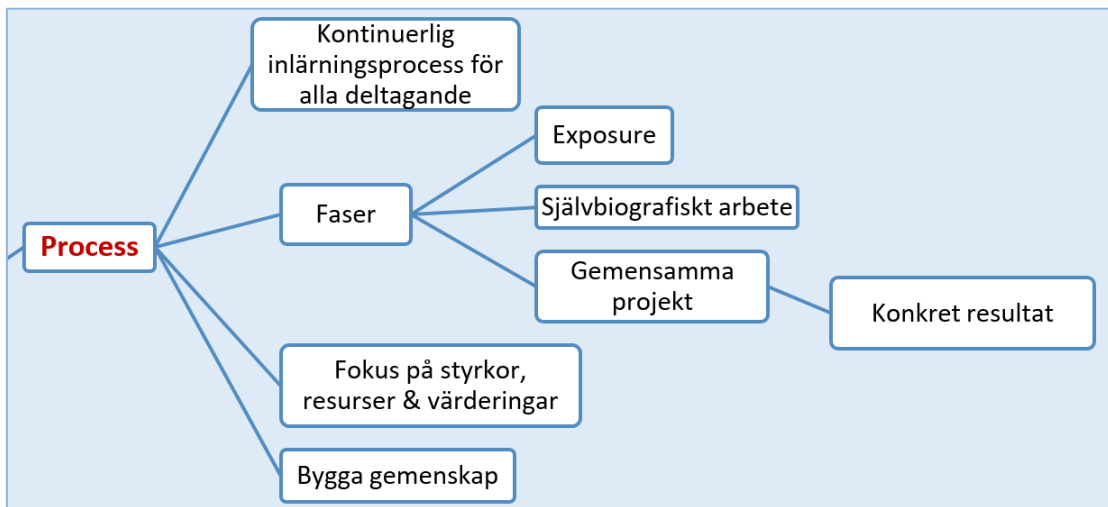 Kontinuerlig
inlärningsprocess för
alla deltagande
Exposure
Självbiografiskt arbete
Faser
Process
Gemensamma
projekt
Konkret resultat
Fokus på styrkor,
resurser & värderingar
Bygga gemenskap